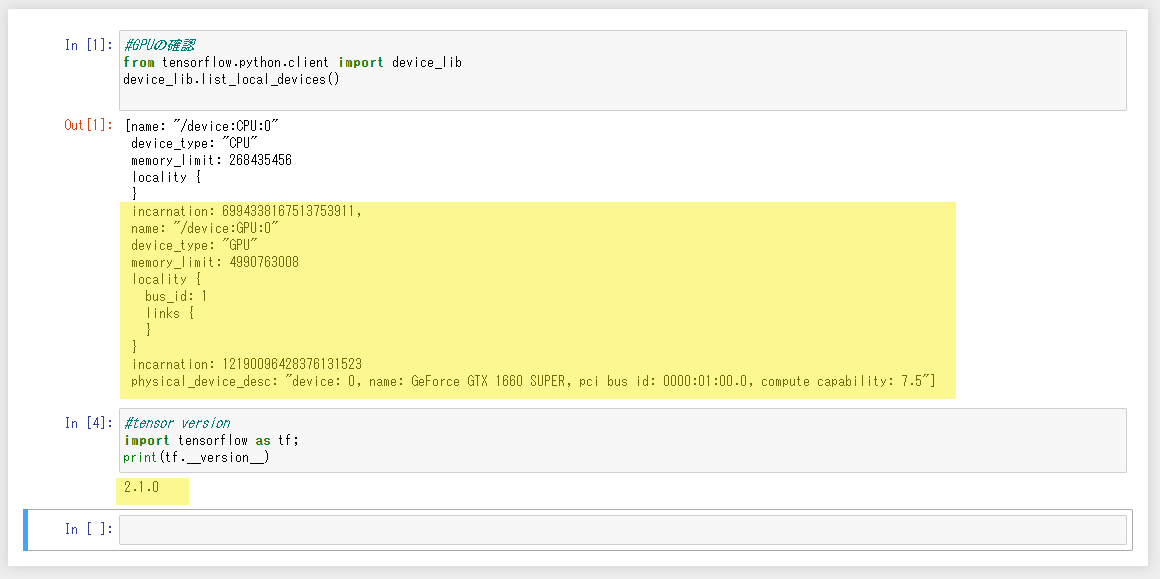 In [1]:
#GPUの確認
from tensorflow.python.client import device_lib
device_lib.list_local_devices()
Out[1]:
[name: "/device:CPU:0"
device_type: "CPU"
memory_limit: 268435456
locality {
}
incarnation: 6994338167513753911,
name: "/device:GPU:0"
device_type: "GPU"
memory_limit: 4990763008
locality {
bus_id: 1
links {
}
}
incarnation: 12190096428376131523
physical_device_desc: "device: 0, name: GeForce GTX 1660 SUPER, pci bus id: 0000:01:00.0, compute capability: 7.5"]
In [4]:
#tensor version
import tensorflow as tf;
print(tf.__version__)
2.1.0
In [ ]: